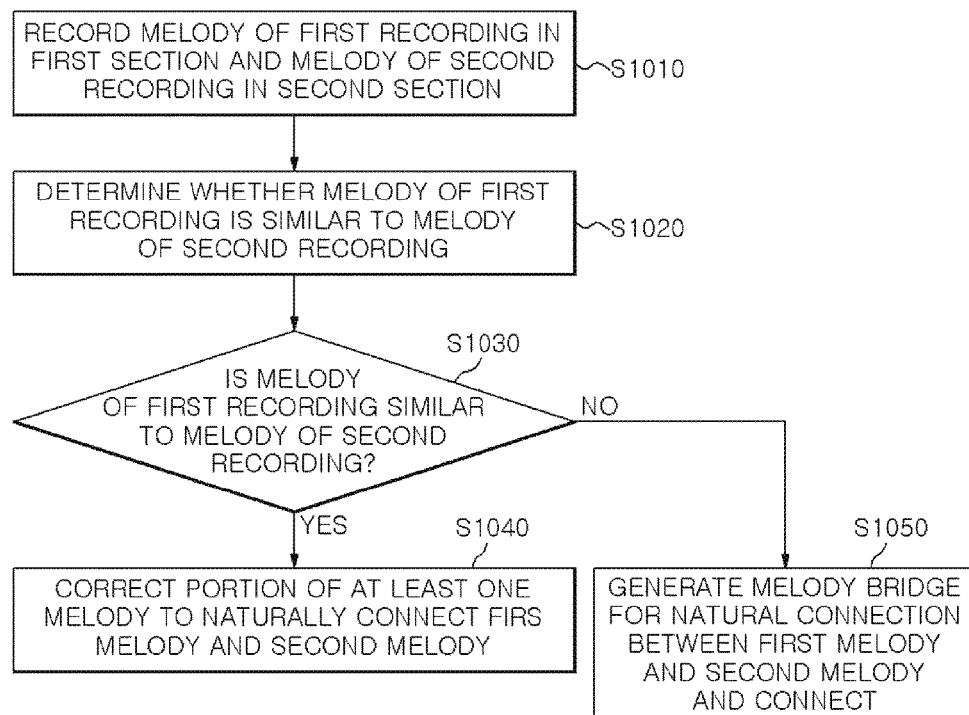 RECORD MELODY OF FIRST RECORDING IN
FIRST SECTION AND MELODY OF SECOND
RECORDING IN SECOND SECTION
S1010
DETERMINE WHETHER MELODY OF FIRST
RECORDING IS SIMILAR TO MELODY
OF SECOND RECORDING
S1020
S1030
IS MELODY
OF FIRST RECORDING SIMILAR
TO MELODY OF SECOND
RECORDING?
NO
YES
S1040
CORRECT PORTION OF AT LEAST ONE
MELODY TO NATURALLY CONNECT FIRS
MELODY AND SECOND MELODY
S1050
GENERATE MELODY BRIDGE
FOR NATURAL CONNECTION
BETWEEN FIRST MELODY
AND SECOND MELODY
AND CONNECT